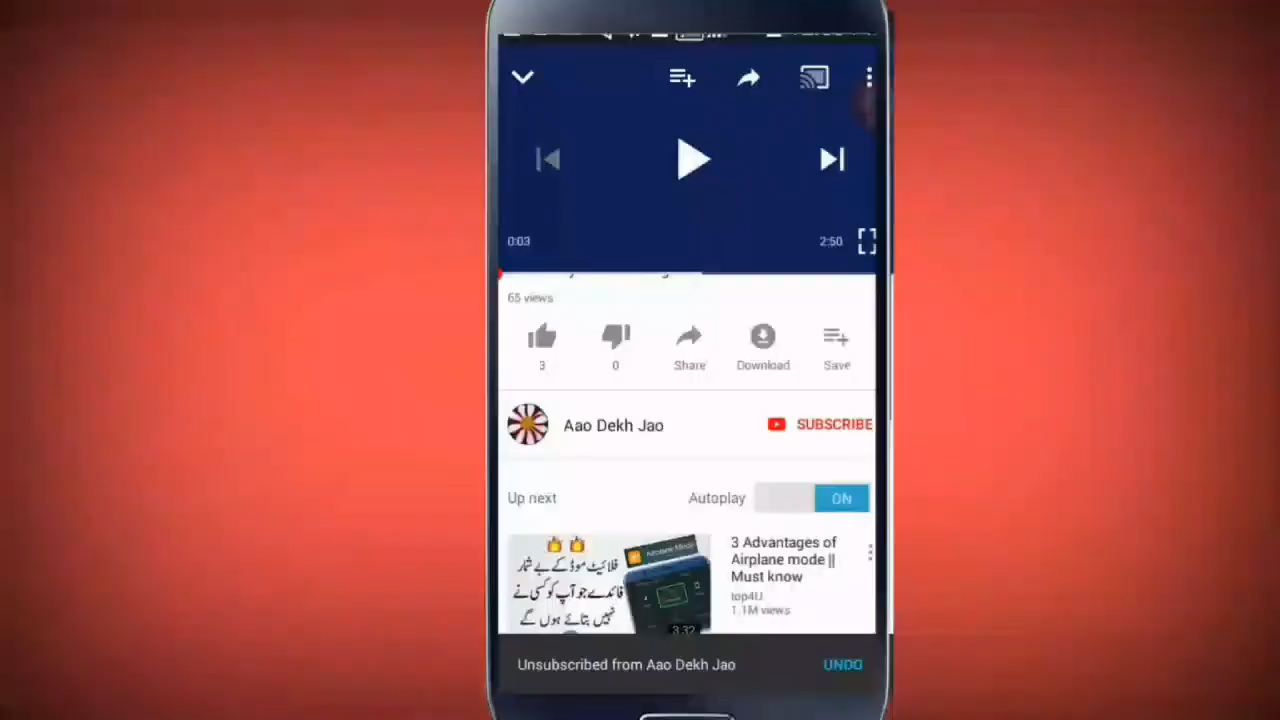 0:03
2:50
65 views
3
0
Share
Download
Save
Aao Dekh Jao
SUBSCRIBE
Up next
Autoplay
ON
Airplane Mode
فلائیٹ موڈ کے بے شمار
فائدے جو آپ کو کسی نے
نہیں بتائے ہوں گے
3:32
3 Advantages of
Airplane mode ||
Must know
top4U.
1.1M views
Unsubscribed from Aao Dekh Jao
UNDO